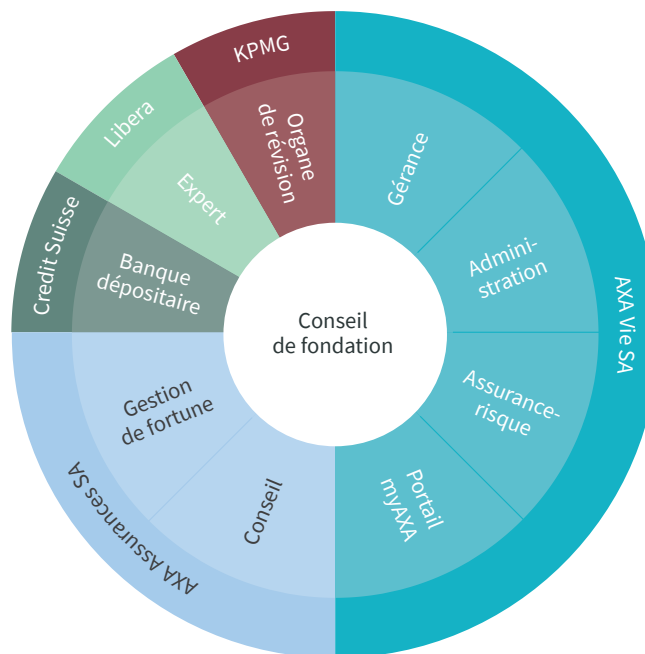 KPMG
Organe
de révision
Libera
Expert
Credit Suisse
Banque
dépositaire
Gérance
Admini-
stration
AXA Vie SA
Assurance-
risque
Portail
myAXA
Conseil
de fondation
Gestion
de fortune
Conseil
AXA Assurances SA